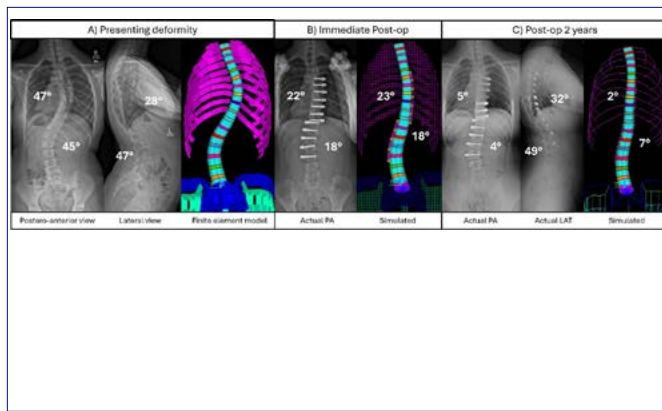 A) Presenting deformity
B) Immediate Post-op
C) Post-op 2 years
47°
28°
45°
47°
22°
23°
18°
18°
5°
32°
2°
4°
49°
7°
Postero-anterior view
Lateral view
Finite element model
Actual PA
Simulated
Actual PA
Actual LAT
Simulated